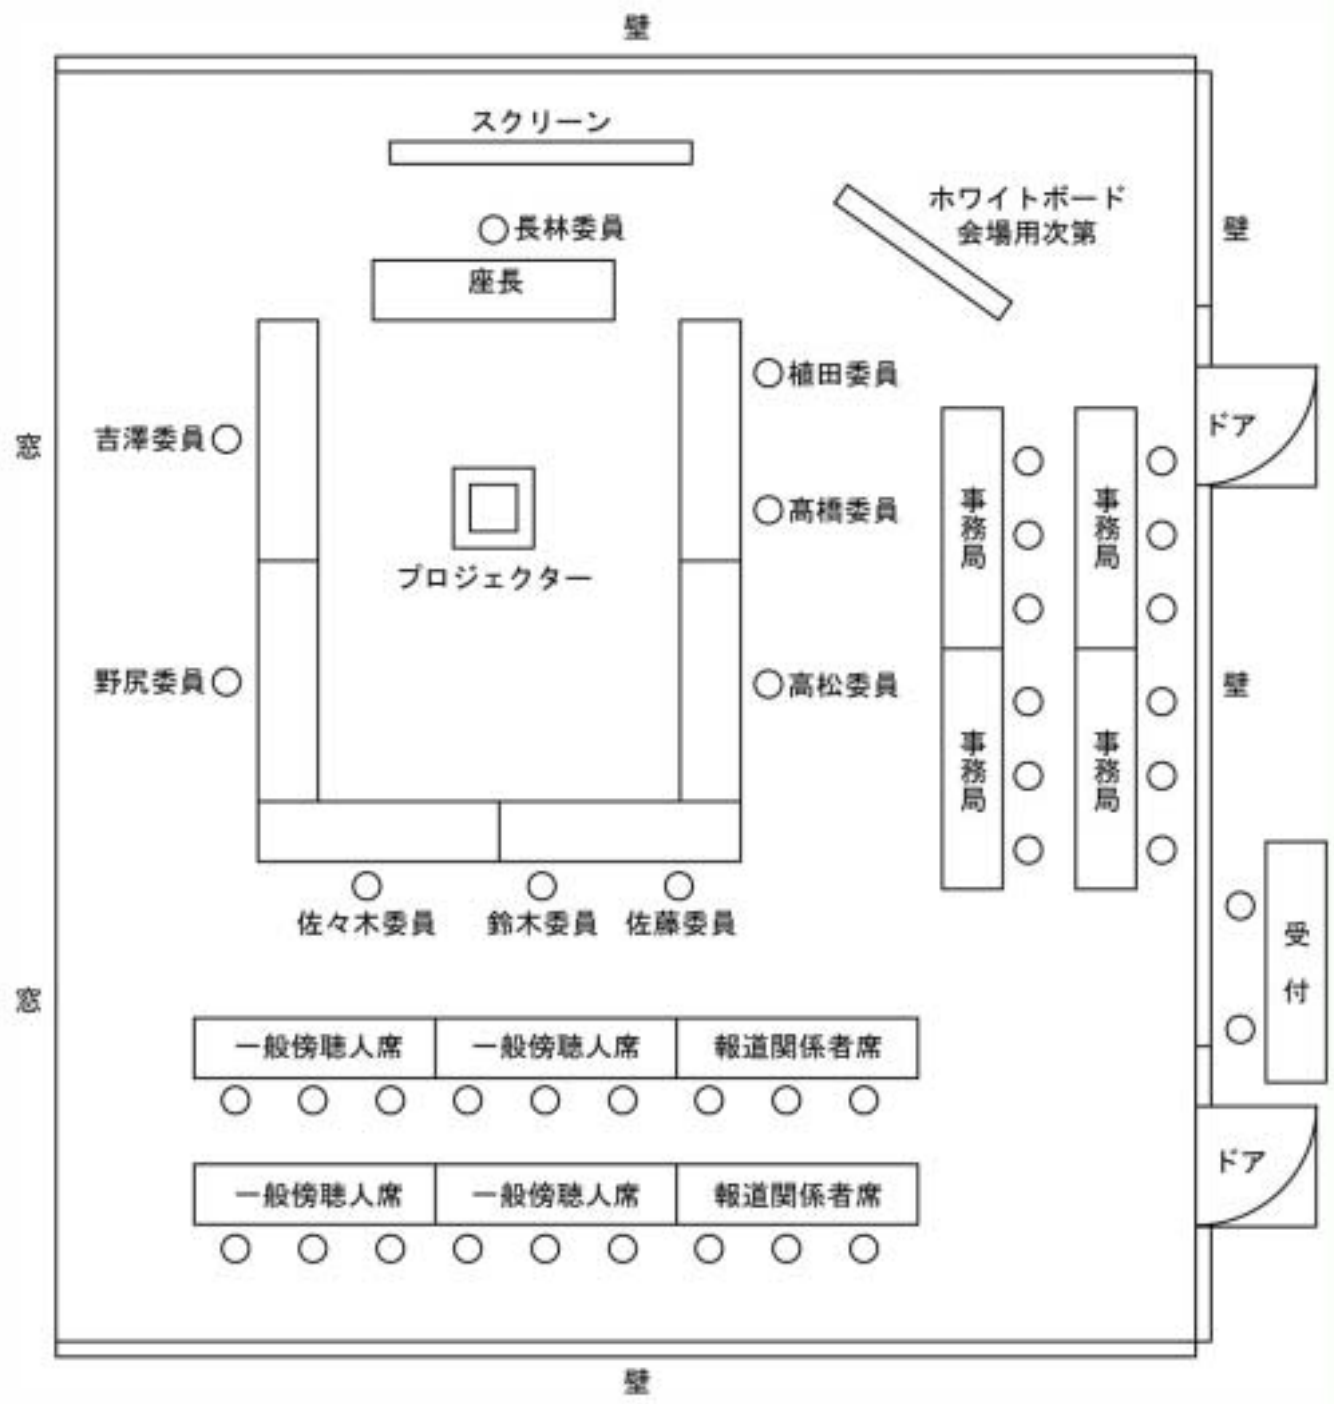 壁
スクリーン
ホワイトボード
会場用次第
壁
長林委員
座長
植田委員
ドア
窓
吉澤委員
髙橋委員
事務局
事務局
プロジェクター
野尻委員
高松委員
壁
事務局
事務局
佐々木委員
鈴木委員
佐藤委員
受付
窓
一般傍聴人席
一般傍聴人席
報道関係者席
一般傍聴人席
一般傍聴人席
報道関係者席
ドア
壁